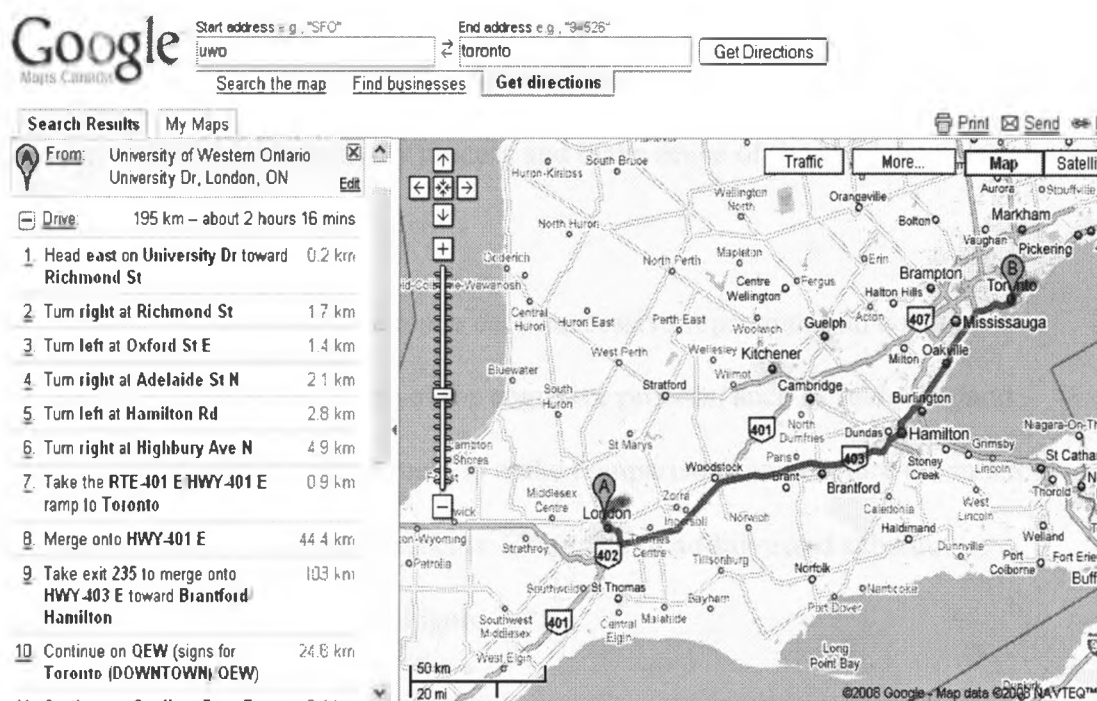 Google
Maps Canada
Start address e.g., "SFO"
End address e.g., "94526"
uwo
toronto
Get Directions
Search the map
Find businesses
Get directions
Search Results
My Maps
Print
Send
A
From:
University of Western Ontario
University Dr, London, ON
Edit
Drive:
195 km – about 2 hours 16 mins
1. Head east on University Dr toward
Richmond St
0.2 km
2. Turn right at Richmond St
1.7 km
3. Turn left at Oxford St E
1.4 km
4. Turn right at Adelaide St N
2.1 km
5. Turn left at Hamilton Rd
2.8 km
6. Turn right at Highbury Ave N
4.9 km
7. Take the RTE-401 E/HWY-401 E
ramp to Toronto
0.9 km
8. Merge onto HWY-401 E
44.4 km
9. Take exit 235 to merge onto
HWY-403 E toward Brantford
Hamilton
103 km
10. Continue on QEW (signs for
Toronto (DOWNTOWN) QEW)
24.6 km
Traffic
More...
Map
Satelli
South Bruce
Huron-Kinloss
Wellington
North
Orangeville
Aurora
Stouffville
Markham
Bolton
Vaughan
Pickering
North Huron
Goderich
North Perth
Mapleton
Erin
Brampton
B
Toronto
Centre
Wellington
Fergus
Halton Hills
Acton
407
Mississauga
Central
Huron
Huron East
Perth East
Woolwich
Guelph
Milton
Oakville
West Perth
Wellesley
Kitchener
Wilmot
Bluewater
South
Huron
Stratford
Cambridge
Burlington
North
Dumfries
401
Dundas
Hamilton
Niagara-On-Th
St Marys
Paris
403
Grimsby
Lincoln
St Catha
Lambton
Shores
Woodstock
Brant
Brantford
Stoney
Creek
Thorold
A
London
Middlesex
Centre
Zorra
Ingersoll
Norwich
Caledonia
West
Lincoln
Haldimand
Welland
402
Strathroy
Thames
Centre
Tillsonburg
Dunnville
Port
Colborne
Fort Erie
Buff
Petrolia
Southwold
St Thomas
Norfolk
Nanticoke
Port Dover
Bayham
Malahide
Central
Elgin
Southwest
Middlesex
401
West Elgin
Long
Point Bay
Dunkirk
50 km
20 mi
©2008 Google - Map data ©2008 NAVTEQ™